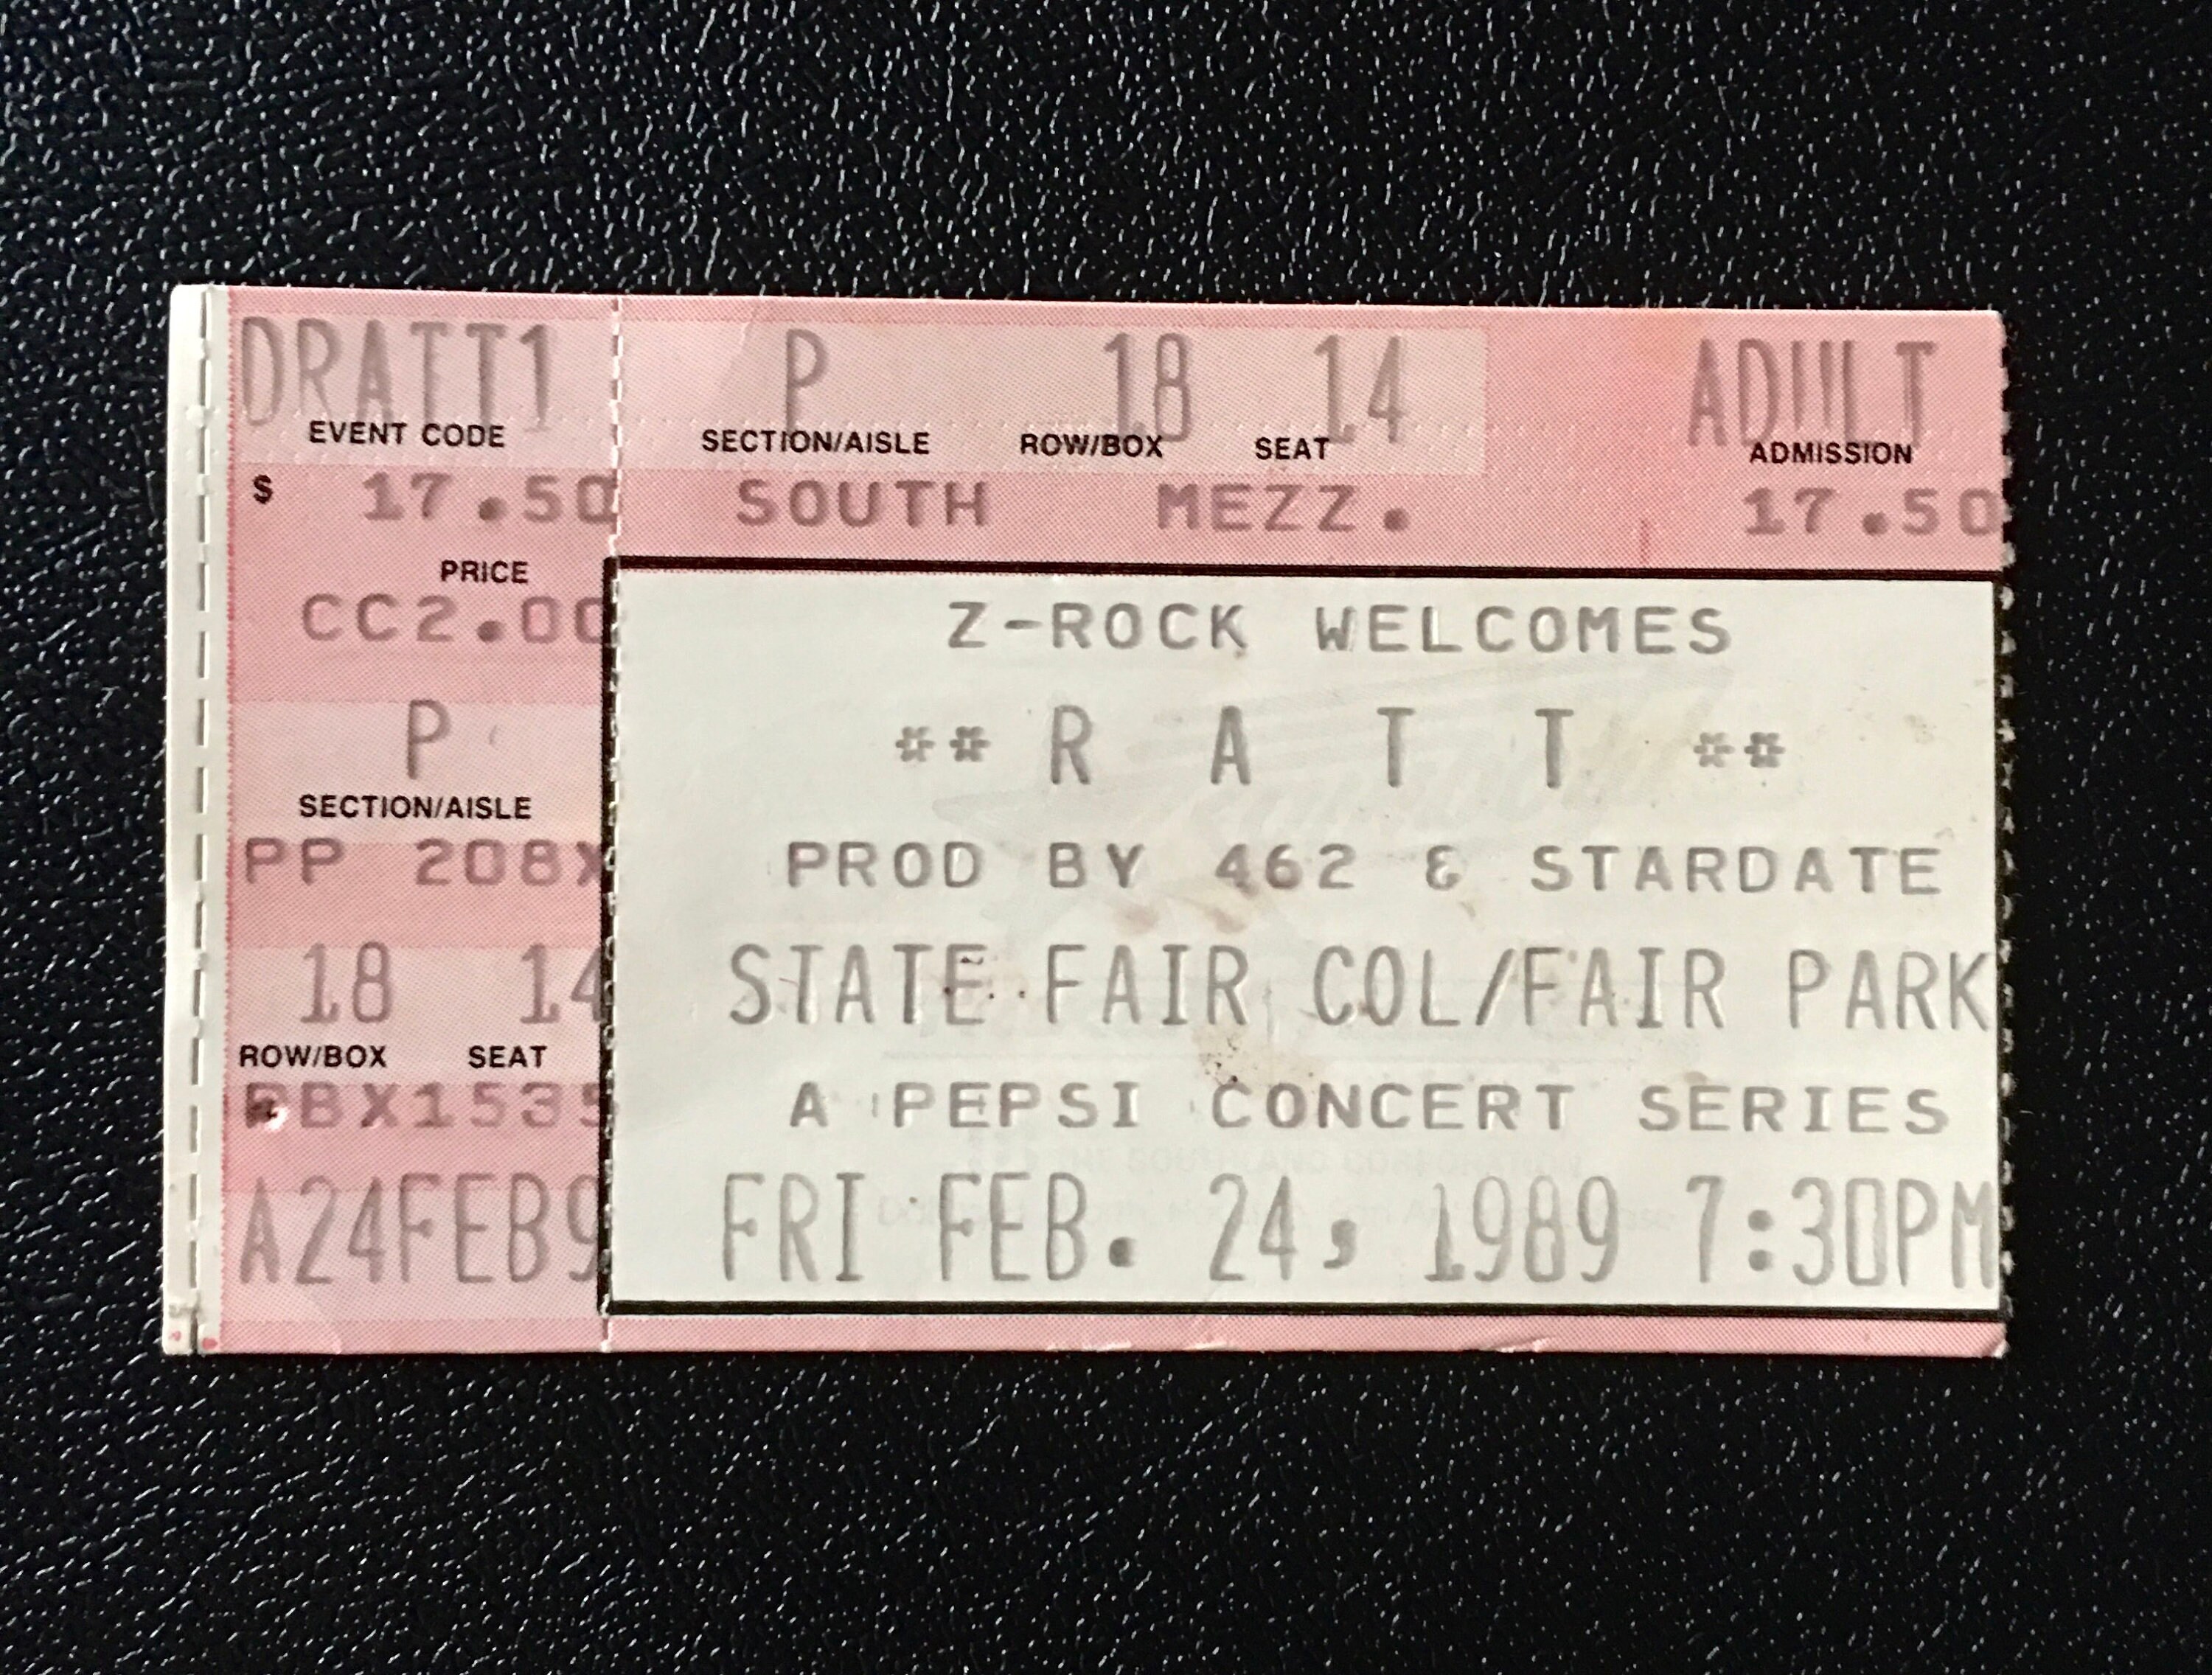 DRATT1
EVENT CODE
$ 17.50
PRICE
CC2.00
P
SECTION/AISLE
PP 208X
18 14
ROW/BOX SEAT
BX1535
A24FEB9
P 18 14 ADULT
SECTION/AISLE ROW/BOX SEAT ADMISSION
SOUTH MEZZ. 17.50
Z-ROCK WELCOMES
** R A T T **
PROD BY 462 & STARDATE
STATE FAIR COL/FAIR PARK
A PEPSI CONCERT SERIES
FRI FEB. 24, 1989 7:30PM